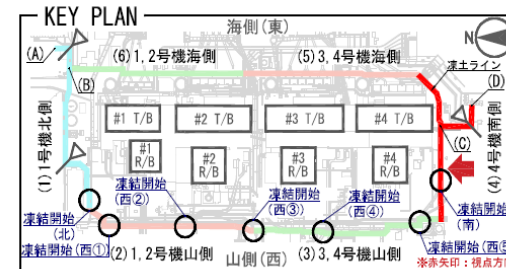 KEY PLAN
海側(東)
N
(A)
(6)1,2号機海側
(5)3,4号機海側
凍土ライン
(B)
(D)
#1 T/B
#2 T/B
#3 T/B
#4 T/B
(1)1号機北側
(C)
(4)4号機南側
#1
R/B
#2
R/B
#3
R/B
#4
R/B
凍結開始
(西②)
凍結開始
(西③)
凍結開始
(西④)
凍結開始
(北)
凍結開始
(南)
凍結開始(西①)
(2)1,2号機山側
山側(西)
(3)3,4号機山側
凍結開始(西⑤
※赤矢印:視点方向